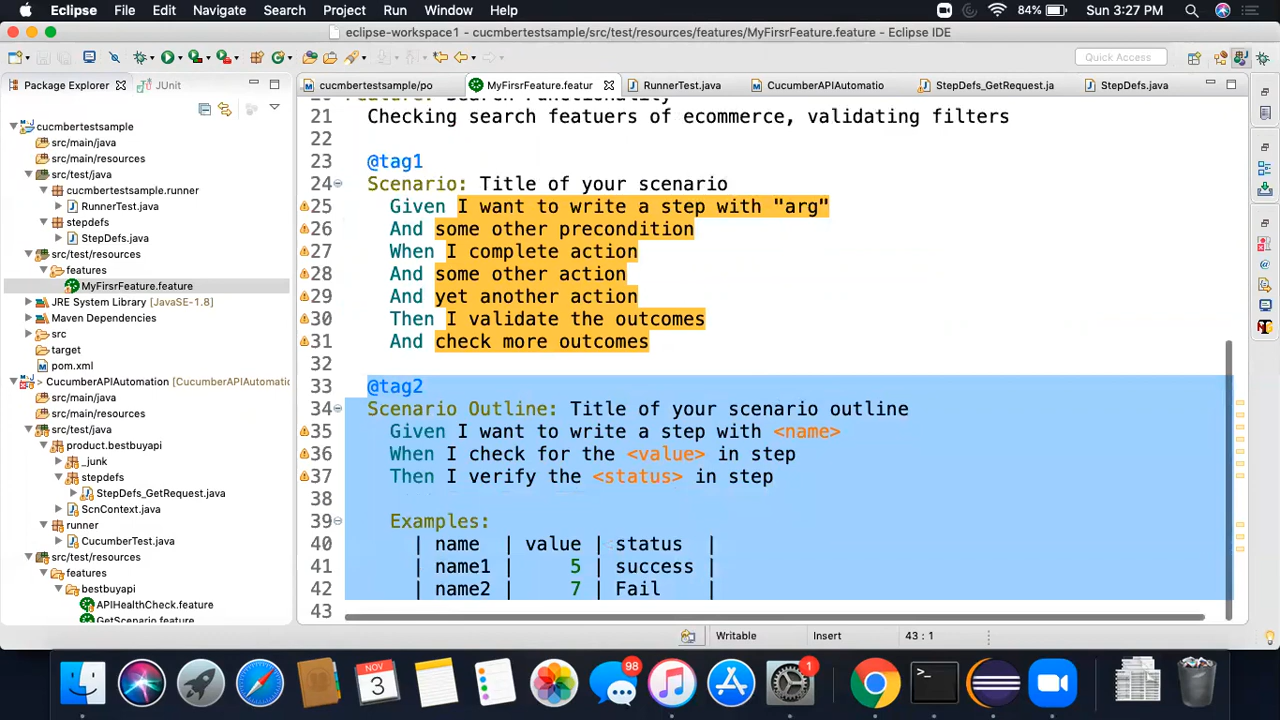 Eclipse File Edit Navigate Search Project Run Window Help 84% Sun 3:27 PM
eclipse-workspace1 - cucmbertestsample/src/test/resources/features/MyFirsrFeature.feature - Eclipse IDE
Quick Access
Package Explorer JUnit
cucmbertestsample/po MyFirsrFeature.featur RunnerTest.java CucumberAPIAutomatio StepDefs_GetRequest.ja StepDefs.java
cucmbertestsample
src/main/java
src/main/resources
src/test/java
cucmbertestsample.runner
RunnerTest.java
stepdefs
StepDefs.java
src/test/resources
features
MyFirsrFeature.feature
JRE System Library [JavaSE-1.8]
Maven Dependencies
src
target
pom.xml
> CucumberAPIAutomation [CucumberAPIAutomatic
src/main/java
src/main/resources
src/test/java
product.bestbuyapi
_junk
stepdefs
StepDefs_GetRequest.java
ScnContext.java
runner
CucumberTest.java
src/test/resources
features
bestbuyapi
APIHealthCheck.feature
GetScenario.feature
20 Feature: Search Functionality
21 Checking search featuers of ecommerce, validating filters
22
23 @tag1
24 Scenario: Title of your scenario
25 Given I want to write a step with "arg"
26 And some other precondition
27 When I complete action
28 And some other action
29 And yet another action
30 Then I validate the outcomes
31 And check more outcomes
32
33 @tag2
34 Scenario Outline: Title of your scenario outline
35 Given I want to write a step with <name>
36 When I check for the <value> in step
37 Then I verify the <status> in step
38
39 Examples:
40 | name | value | status |
41 | name1 | 5 | success |
42 | name2 | 7 | Fail |
43
Writable Insert 43 : 1
NOV
3
98
1